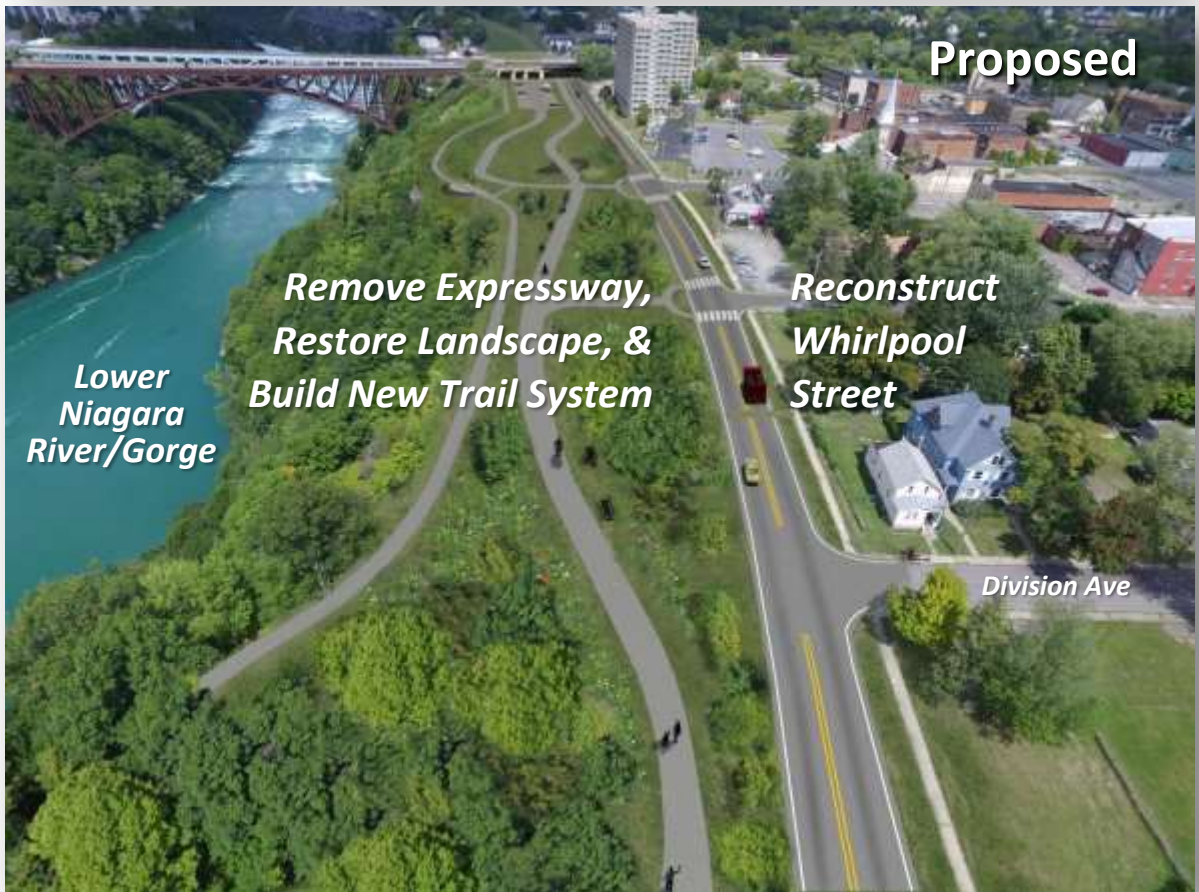 Proposed
Remove Expressway,
Restore Landscape, &
Build New Trail System
Reconstruct
Whirlpool
Street
Lower
Niagara
River/Gorge
Division Ave